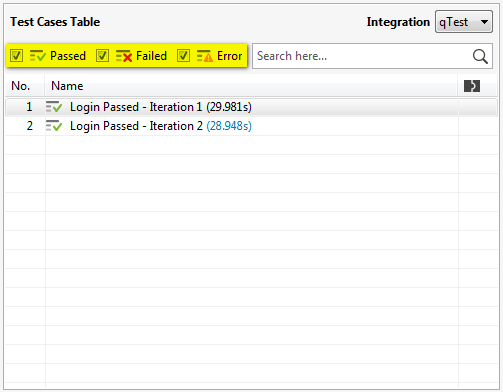 Test Cases Table Integration qTest
Passed Failed Error Search here...
No. Name
1 Login Passed - Iteration 1 (29.981s)
2 Login Passed - Iteration 2 (28.948s)